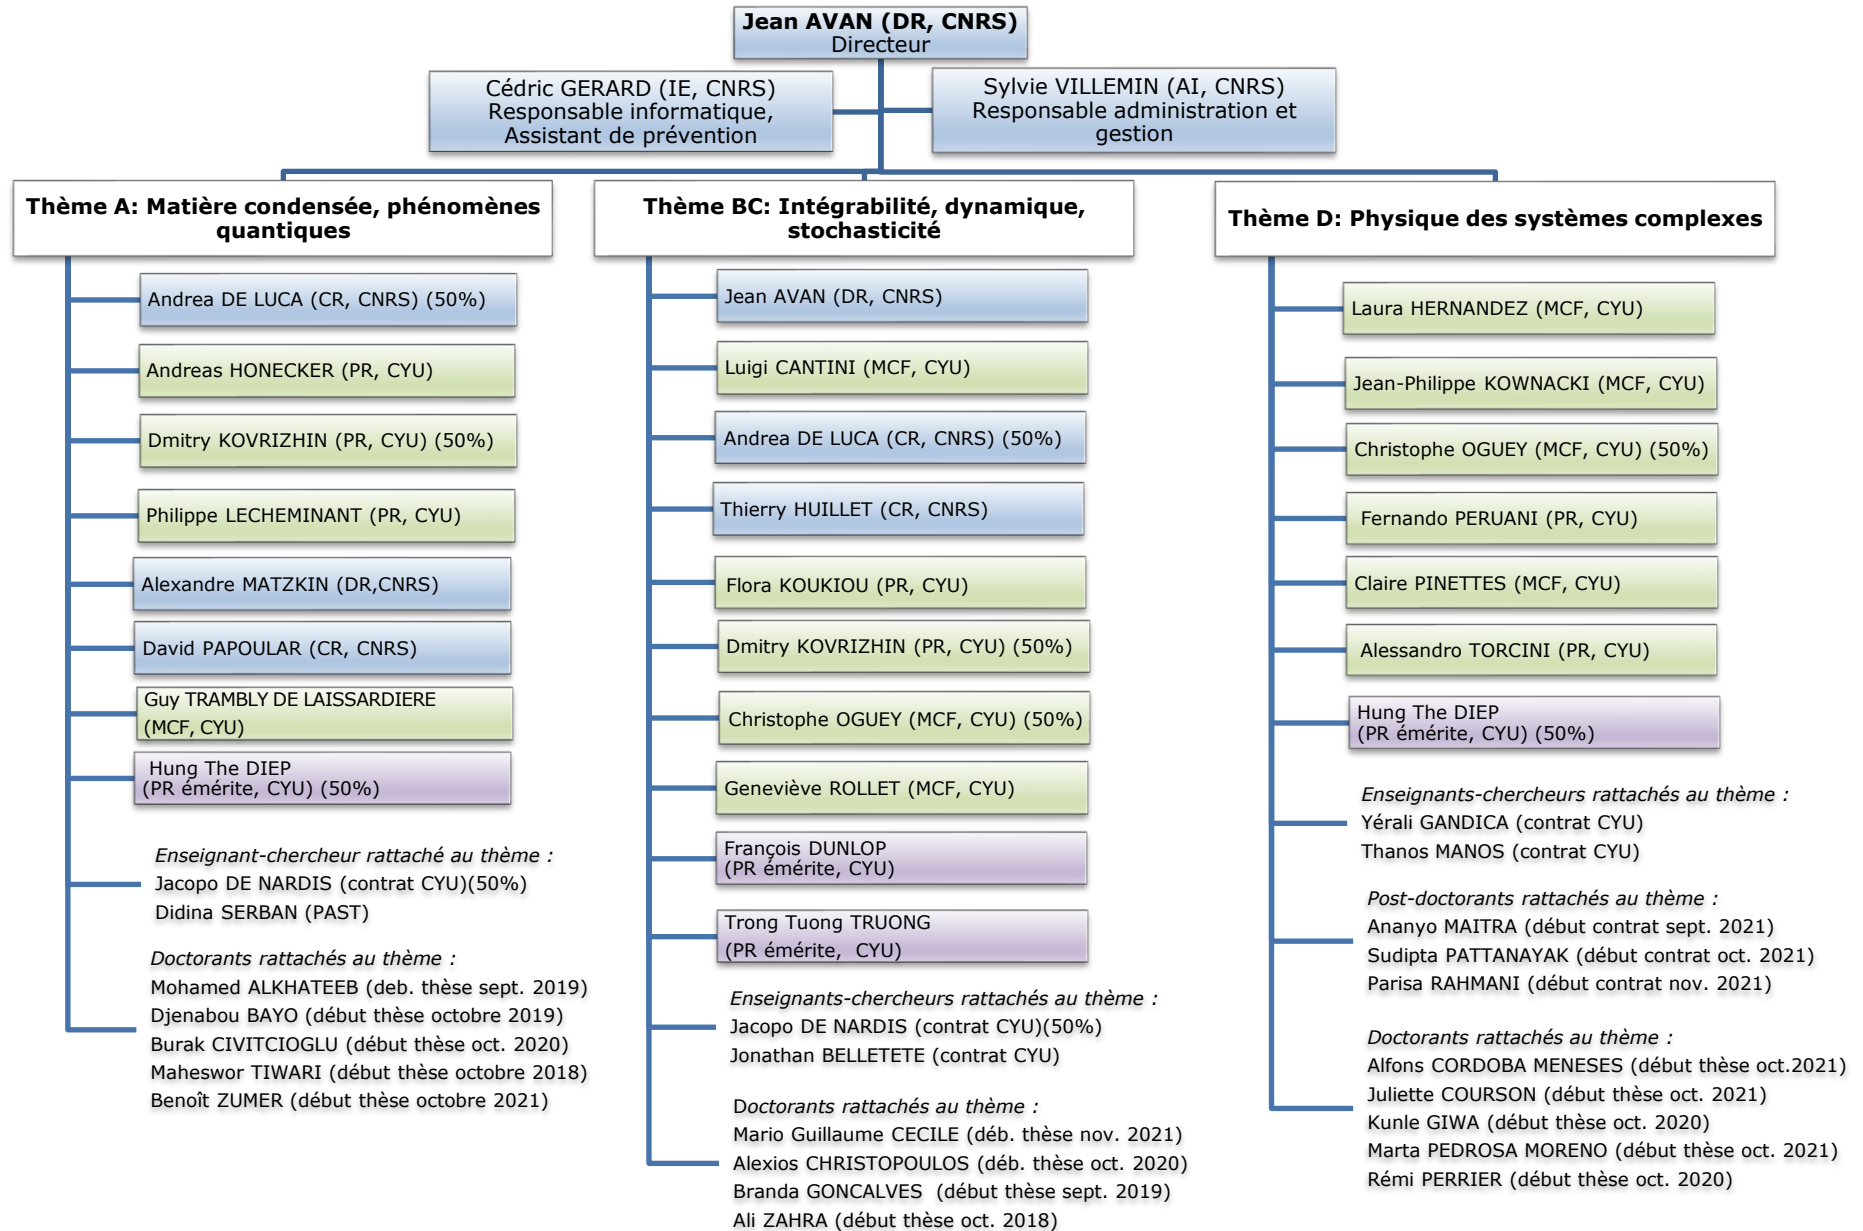 Jean AVAN (DR, CNRS)
Directeur
Cédric GERARD (IE, CNRS)
Responsable informatique,
Assistant de prévention
Sylvie VILLEMIN (AI, CNRS)
Responsable administration et
gestion
Thème A: Matière condensée, phénomènes
quantiques
Andrea DE LUCA (CR, CNRS) (50%)
Andreas HONECKER (PR, CYU)
Dmitry KOVRIZHIN (PR, CYU) (50%)
Philippe LECHEMINANT (PR, CYU)
Alexandre MATZKIN (DR,CNRS)
David PAPOULAR (CR, CNRS)
Guy TRAMBLY DE LAISSARDIERE
(MCF, CYU)
Hung The DIEP
(PR émérite, CYU) (50%)
Enseignant-chercheur rattaché au thème :
Jacopo DE NARDIS (contrat CYU)(50%)
Didina SERBAN (PAST)
Doctorants rattachés au thème :
Mohamed ALKHATEEB (deb. thèse sept. 2019)
Djenabou BAYO (début thèse octobre 2019)
Burak CIVITCIOGLU (début thèse oct. 2020)
Maheswor TIWARI (début thèse octobre 2018)
Benoît ZUMER (début thèse octobre 2021)
Thème BC: Intégrabilité, dynamique,
stochasticité
Jean AVAN (DR, CNRS)
Luigi CANTINI (MCF, CYU)
Andrea DE LUCA (CR, CNRS) (50%)
Thierry HUILLET (CR, CNRS)
Flora KOUKIOU (PR, CYU)
Dmitry KOVRIZHIN (PR, CYU) (50%)
Christophe OGUEY (MCF, CYU) (50%)
Geneviève ROLLET (MCF, CYU)
François DUNLOP
(PR émérite, CYU)
Trong Tuong TRUONG
(PR émérite, CYU)
Enseignants-chercheurs rattachés au thème :
Jacopo DE NARDIS (contrat CYU)(50%)
Jonathan BELLETETE (contrat CYU)
Doctorants rattachés au thème :
Mario Guillaume CECILE (déb. thèse nov. 2021)
Alexios CHRISTOPOULOS (déb. thèse oct. 2020)
Branda GONCALVES (début thèse sept. 2019)
Ali ZAHRA (début thèse oct. 2018)
Thème D: Physique des systèmes complexes
Laura HERNANDEZ (MCF, CYU)
Jean-Philippe KOWNACKI (MCF, CYU)
Christophe OGUEY (MCF, CYU) (50%)
Fernando PERUANI (PR, CYU)
Claire PINETTES (MCF, CYU)
Alessandro TORCINI (PR, CYU)
Hung The DIEP
(PR émérite, CYU) (50%)
Enseignants-chercheurs rattachés au thème :
Yérali GANDICA (contrat CYU)
Thanos MANOS (contrat CYU)
Post-doctorants rattachés au thème :
Ananyo MAITRA (début contrat sept. 2021)
Sudipta PATTANAYAK (début contrat oct. 2021)
Parisa RAHMANI (début contrat nov. 2021)
Doctorants rattachés au thème :
Alfons CORDOBA MENESES (début thèse oct.2021)
Juliette COURSON (début thèse oct. 2021)
Kunle GIWA (début thèse oct. 2020)
Marta PEDROSA MORENO (début thèse oct. 2021)
Rémi PERRIER (début thèse oct. 2020)